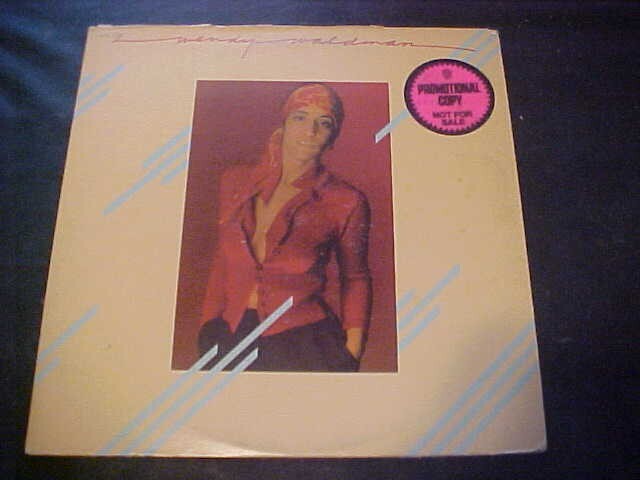 wendy waldman
PROMOTIONAL
COPY
NOT FOR
SALE